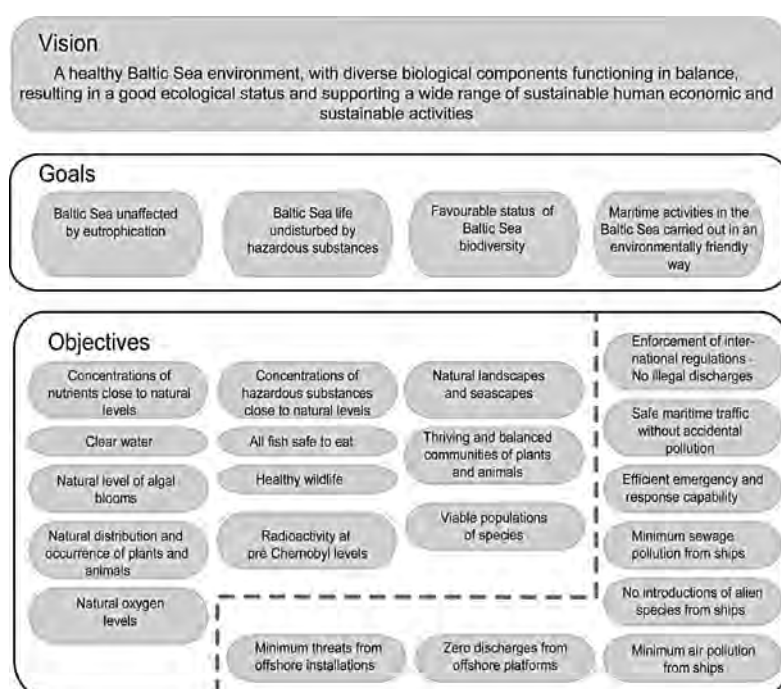 Vision
A healthy Baltic Sea environment, with diverse biological components functioning in balance,
resulting in a good ecological status and supporting a wide range of sustainable human economic and
sustainable activities
Goals
Baltic Sea unaffected
by eutrophication
Baltic Sea life
undisturbed by
hazardous substances
Favourable status of
Baltic Sea
biodiversity
Maritime activities in the
Baltic Sea carried out in an
environmentally friendly
way
Objectives
Concentrations of
nutrients close to natural
levels
Clear water
Natural level of algal
blooms
Natural distribution and
occurrence of plants and
animals
Natural oxygen
levels
Concentrations of
hazardous substances
close to natural levels
All fish safe to eat
Healthy wildlife
Radioactivity at
pre Chernobyl levels
Natural landscapes
and seascapes
Thriving and balanced
communities of plants
and animals
Viable populations
of species
Enforcement of inter-
national regulations -
No illegal discharges
Safe maritime traffic
without accidental
pollution
Efficient emergency and
response capability
Minimum sewage
pollution from ships
No introductions of alien
species from ships
Minimum air pollution
from ships
Minimum threats from
offshore installations
Zero discharges from
offshore platforms